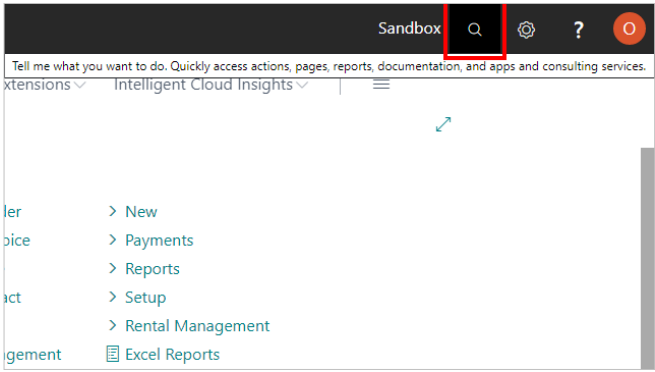 Sandbox ? O
Tell me what you want to do. Quickly access actions, pages, reports, documentation, and apps and consulting services.
xtensions Intelligent Cloud Insights
der New
oice Payments
Reports
act Setup
Rental Management
gement Excel Reports